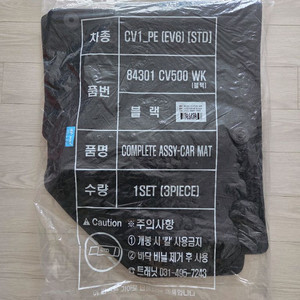 차종 CV1_PE (EV6) [STD]
품번 84301 CV500 WK
(블랙)
블랙
품명 COMPLETE ASSY-CAR MAT
수량 1SET (3PIECE)
⚠ Caution ※주의사항
① 개봉 시 '칼' 사용금지
② 바닥 비닐 제거 후 사용
☎ 트래닛 031-495-7243